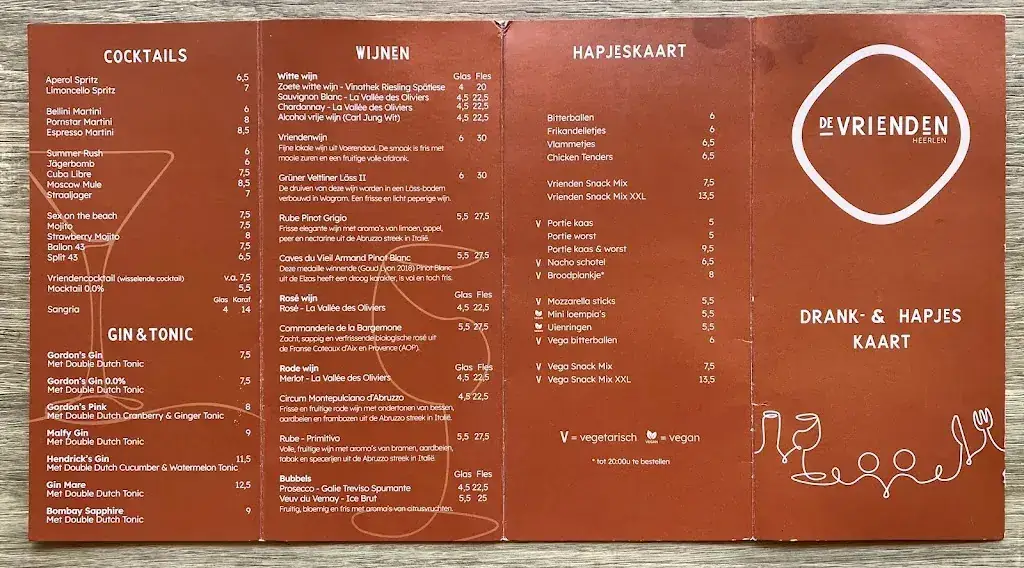 COCKTAILS
Aperol Spritz 6,5
Limoncello Spritz 7
Bellini Martini 6
Pornstar Martini 8
Espresso Martini 8,5
Summer Rush 6
Jägerbomb 6
Cuba Libre 7,5
Moscow Mule 8,5
Straaljager 7
Sex on the beach 7,5
Mojito 7,5
Strawberry Mojito 8
Ballon 43 7,5
Split 43 6,5
Vriendencocktail (wisselende cocktail) v.a. 7,5
Mocktail 0,0% 5,5
Glas Karaf
Sangria 4 14
GIN & TONIC
Gordon's Gin 7,5
Met Double Dutch Tonic
Gordon's Gin 0.0% 7,5
Met Double Dutch Tonic
Gordon's Pink 8
Met Double Dutch Cranberry & Ginger Tonic
Malfy Gin 9
Met Double Dutch Tonic
Hendrick's Gin 11,5
Met Double Dutch Cucumber & Watermelon Tonic
Gin Mare 12,5
Met Double Dutch Tonic
Bombay Sapphire 9
Met Double Dutch Tonic
WIJNEN
Witte wijn Glas Fles
Zoete witte wijn - Vinathek Riesling Spätlese 4 20
Sauvignon Blanc - La Vallée des Oliviers 4,5 22,5
Chardonnay - La Vallée des Oliviers 4,5 22,5
Alcohol vrije wijn (Carl Jung Wit) 4,5 22,5
Vriendenwijn 6 30
Fijne lokale wijn uit Voerendaal. De smaak is fris met
mooie zuren en een fruitige volle afdronk.
Grüner Veltliner Löss II 6 30
De druiven van deze wijn worden in een Löss-bodem
verbouwd in Wagram. Een frisse en licht peperige wijn.
Rube Pinot Grigio 5,5 27,5
Frisse elegante wijn met aroma's van limoen, appel,
peer en nectarine uit de Abruzzo streek in Italië.
Caves du Vieil Armand Pinot Blanc 5,5 27,5
Deze medaille winnende (Goud Lyon 2018) Pinot Blanc
uit de Elzas heeft een droog karakter, is vol en toch fris.
Rosé wijn Glas Fles
Rosé - La Vallée des Oliviers 4,5 22,5
Commanderie de la Bargemone 5,5 27,5
Zacht, sappig en verfrissende biologische rosé uit
de Franse Coteaux d'Aix en Provence (AOP).
Rode wijn Glas Fles
Merlot - La Vallée des Oliviers 4,5 22,5
Circum Montepulciano d'Abruzzo 4,5 22,5
Frisse en fruitige rode wijn met ondertonen van bessen,
aardbeien en frambozen uit de Abruzzo streek in Italië.
Rube - Primitivo 5,5 27,5
Volle, fruitige wijn met aroma's van bramen, aardbeien,
tabak en specerijen uit de Abruzzo streek in Italië.
Bubbels Glas Fles
Prosecco - Galie Treviso Spumante 4,5 22,5
Veuv du Vernay - Ice Brut 5,5 25
Fruitig, bloemig en fris met aroma's van citrusvruchten.
HAPJESKAART
Bitterballen 6
Frikandelletjes 6
Vlammetjes 6,5
Chicken Tenders 6,5
Vrienden Snack Mix 7,5
Vrienden Snack Mix XXL 13,5
V Portie kaas 5
Portie worst 5
Portie kaas & worst 9,5
V Nacho schotel 6,5
V Broodplankje* 8
V Mozzarella sticks 5,5
Mini loempia's 5,5
Uienringen 5,5
V Vega bitterballen 6
V Vega Snack Mix 7,5
V Vega Snack Mix XXL 13,5
V = vegetarisch VEGAN = vegan
* tot 20:00u te bestellen
DE VRIENDEN
HEERLEN
DRANK- & HAPJES
KAART